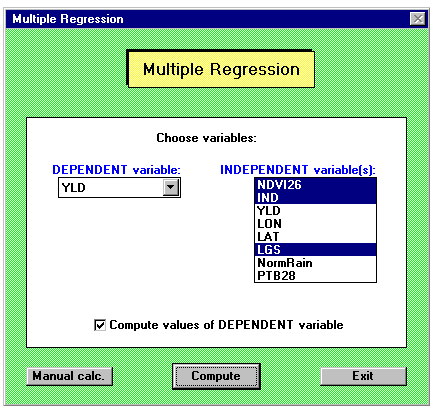 Multiple Regression
Multiple Regression
Choose variables:
DEPENDENT variable:
YLD
INDEPENDENT variable(s):
NDVI26
IND
YLD
LON
LAT
LGS
NormRain
PTB28
Compute values of DEPENDENT variable
Manual calc.
Compute
Exit